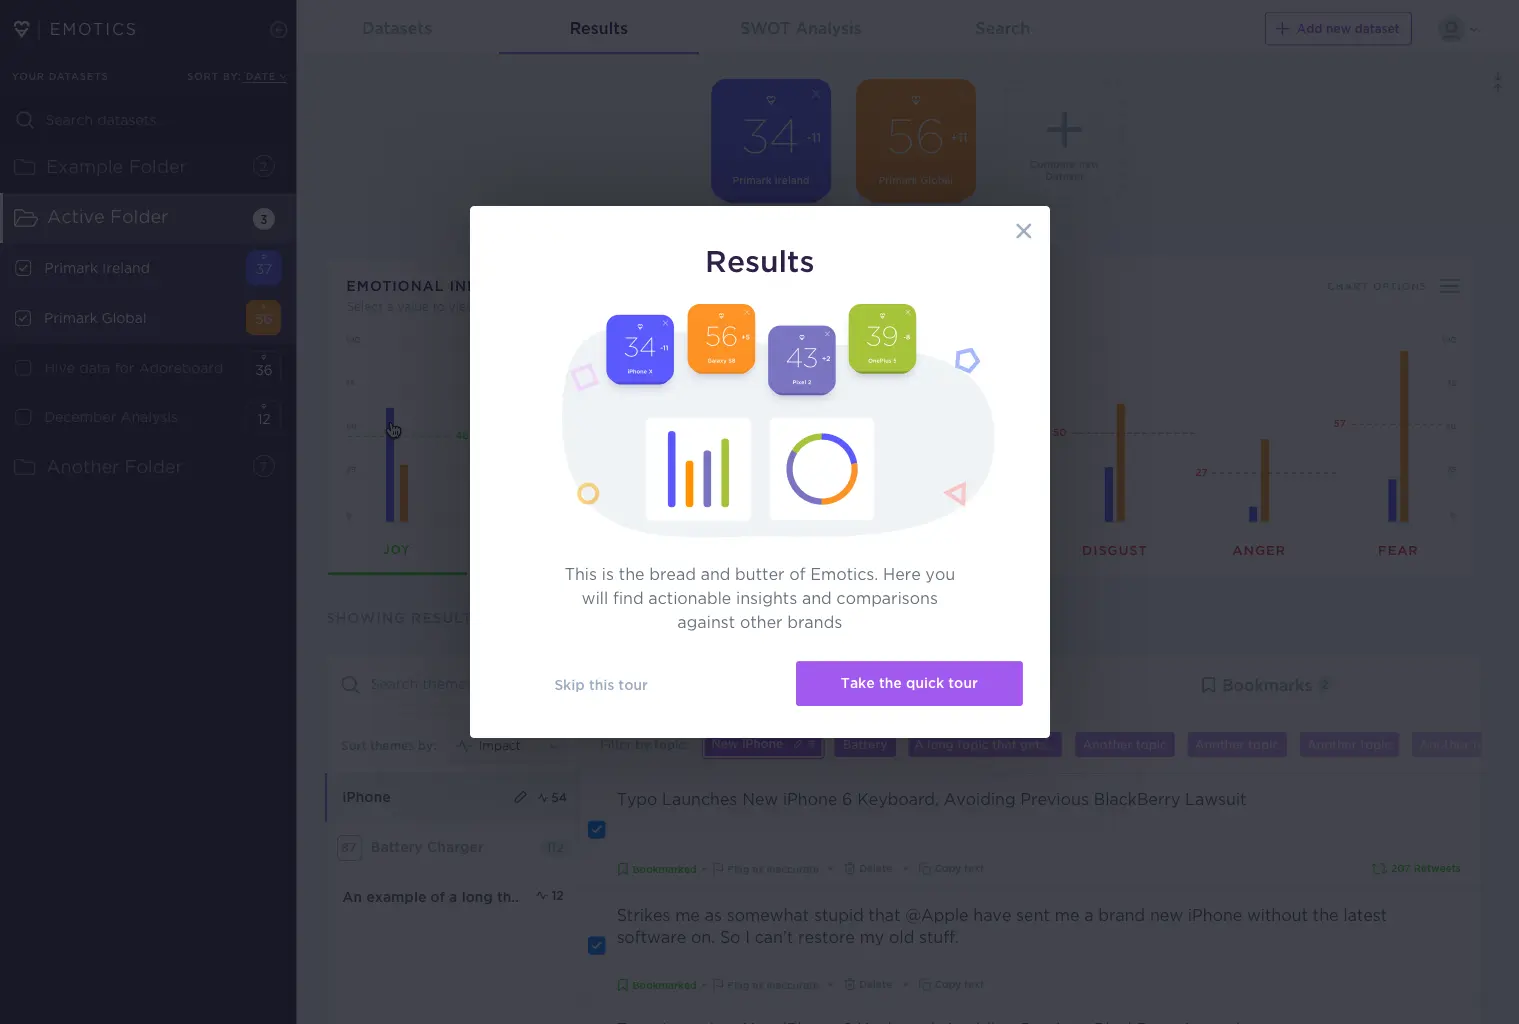 EMOTICS
Datasets
Results
SWOT Analysis
Search
Add new dataset
YOUR DATASETS
SORT BY: DATE
Search datasets...
Example Folder
Active Folder
3
Primark Ireland
37
Primark Global
56
Hive data for Adoreboard
36
December Analysis
12
Another Folder
34
-11
Primark Ireland
56
+11
Primark Global
EMOTIONAL IN
Select a value to vie
CHART OPTIONS
46
50
27
57
JOY
DISGUST
ANGER
FEAR
Results
34
-11
iPhone X
56
+5
Galaxy S8
43
+2
Pixel 2
39
-8
OnePlus 5
This is the bread and butter of Emotics. Here you
will find actionable insights and comparisons
against other brands
Skip this tour
Take the quick tour
SHOWING RESULT
Search thema
Bookmarks 2
Sort themes by:
Impact
Filter by topic:
New iPhone
Battery
A long topic that get...
Another topic
Another topic
Another topic
Another to
iPhone
54
87
Battery Charger
112
An example of a long th..
12
Typo Launches New iPhone 6 Keyboard, Avoiding Previous BlackBerry Lawsuit
Bookmarked
Flag as inaccurate
Delete
Copy text
207 Retweets
Strikes me as somewhat stupid that @Apple have sent me a brand new iPhone without the latest
software on. So I can't restore my old stuff.
Bookmarked
Flag as inaccurate
Delete
Copy text